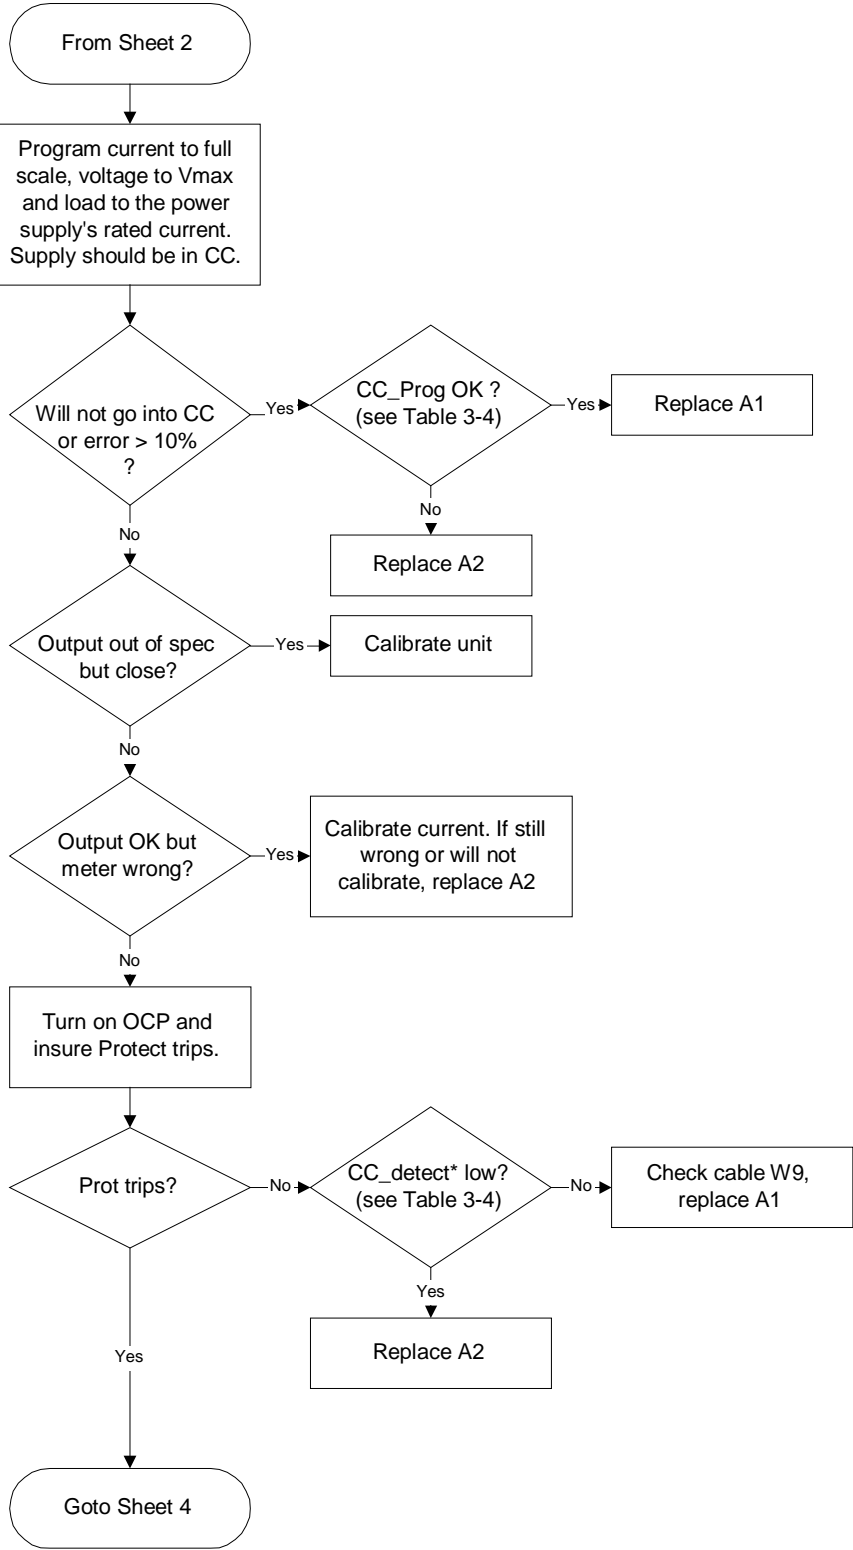 From Sheet 2
Program current to full
scale, voltage to Vmax
and load to the power
supply's rated current.
Supply should be in CC.
Will not go into CC
or error > 10%
?
Yes
CC_Prog OK ?
(see Table 3-4)
Yes
Replace A1
No
Replace A2
No
Output out of spec
but close?
Yes
Calibrate unit
No
Output OK but
meter wrong?
Yes
Calibrate current. If still
wrong or will not
calibrate, replace A2
No
Turn on OCP and
insure Protect trips.
Prot trips?
No
CC_detect* low?
(see Table 3-4)
No
Check cable W9,
replace A1
Yes
Replace A2
Yes
Goto Sheet 4